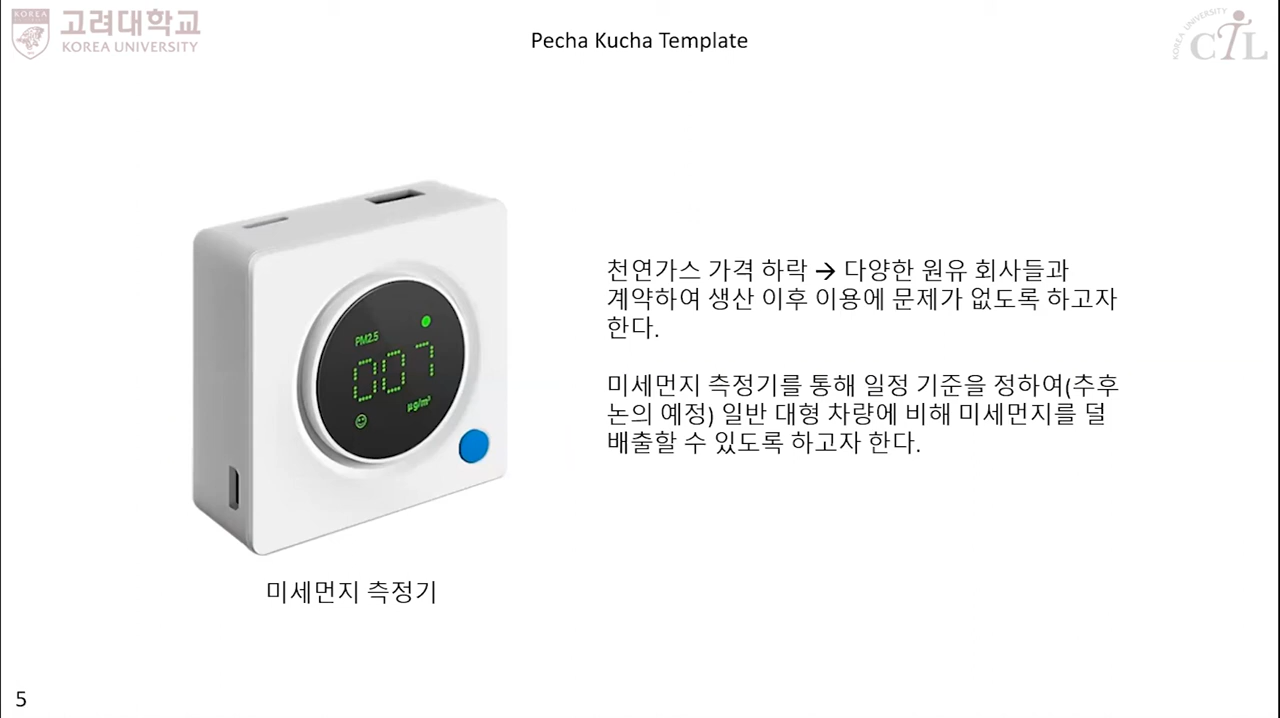 KOREA
고려대학교
KOREA UNIVERSITY
Pecha Kucha Template
KOREA UNIVERSITY
CTL
천연가스 가격 하락 → 다양한 원유 회사들과
계약하여 생산 이후 이용에 문제가 없도록 하고자
한다.
미세먼지 측정기를 통해 일정 기준을 정하여(추후
논의 예정) 일반 대형 차량에 비해 미세먼지를 덜
배출할 수 있도록 하고자 한다.
PM2.5
007
µg/m³
미세먼지 측정기
5